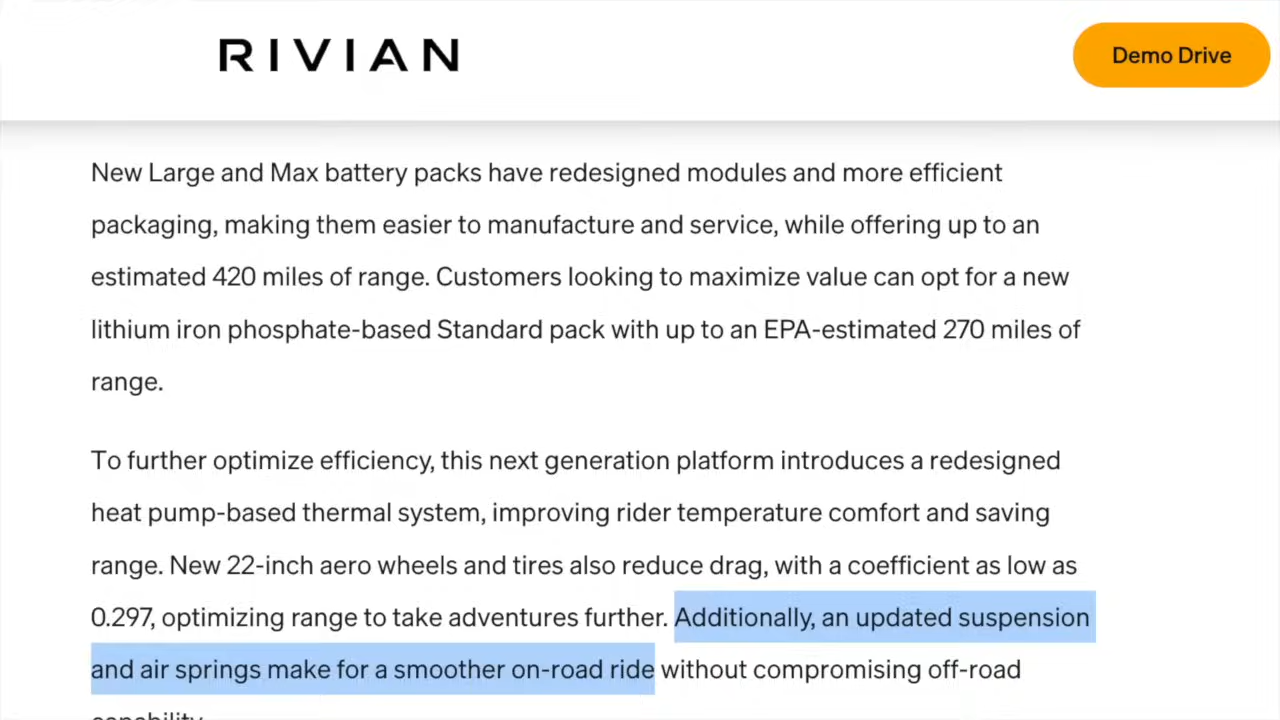 RIVIAN
Demo Drive
New Large and Max battery packs have redesigned modules and more efficient
packaging, making them easier to manufacture and service, while offering up to an
estimated 420 miles of range. Customers looking to maximize value can opt for a new
lithium iron phosphate-based Standard pack with up to an EPA-estimated 270 miles of
range.
To further optimize efficiency, this next generation platform introduces a redesigned
heat pump-based thermal system, improving rider temperature comfort and saving
range. New 22-inch aero wheels and tires also reduce drag, with a coefficient as low as
0.297, optimizing range to take adventures further. Additionally, an updated suspension
and air springs make for a smoother on-road ride without compromising off-road
capability.